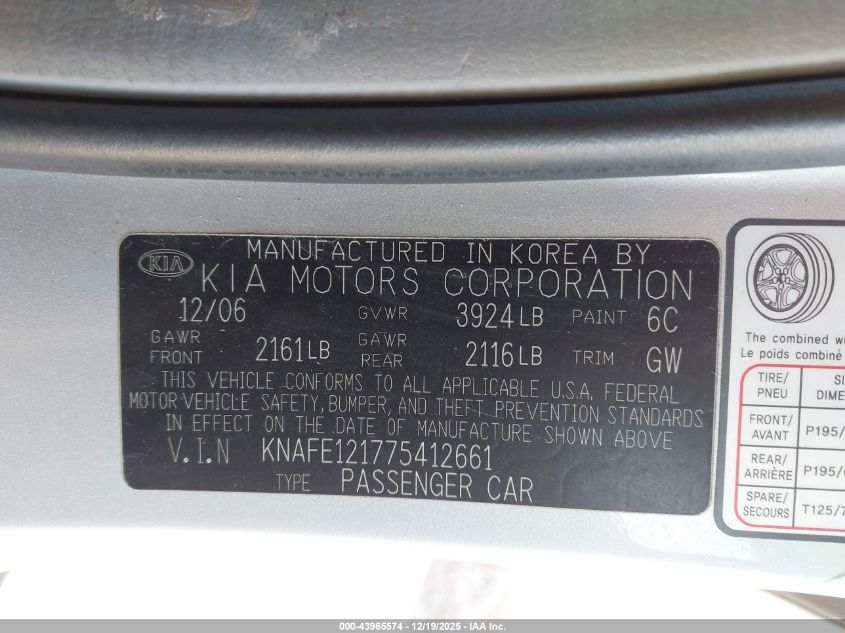 MANUFACTURED IN KOREA BY
KIA
KIA MOTORS CORPORATION
12/06 GVWR 3924LB PAINT 6C
GAWR FRONT 2161LB GAWR REAR 2116LB TRIM GW
THIS VEHICLE CONFORMS TO ALL APPLICABLE U.S.A. FEDERAL
MOTOR VEHICLE SAFETY, BUMPER, AND THEFT PREVENTION STANDARDS
IN EFFECT ON THE DATE OF MANUFACTURE SHOWN ABOVE
V.I.N KNAFE121775412661
TYPE PASSENGER CAR
The combined
Le poids combiné
TIRE/
PNEU
FRONT/
AVANT P195/
REAR/
ARRIÈRE P195/
SPARE/
SECOURS T125/7
000-43965574 - 12/19/2025 - IAA Inc.